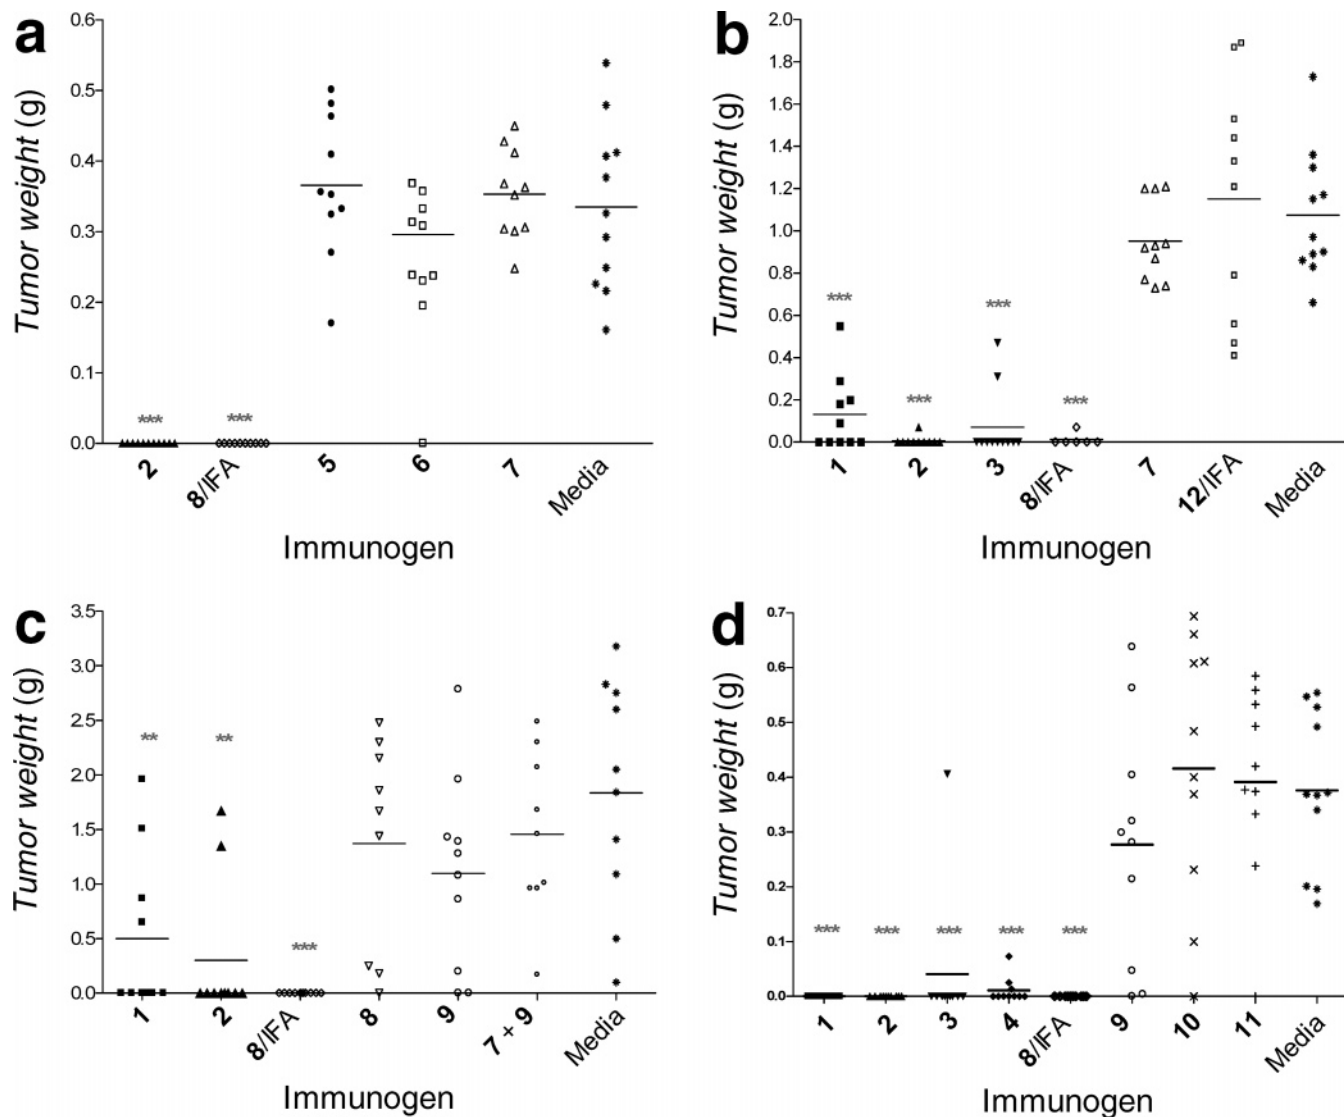 a
Tumor weight (g)
0.6
0.5
0.4
0.3
0.2
0.1
0.0
*** ***
2 8/IFA 5 6 7 Media
Immunogen
b
Tumor weight (g)
2.0
1.8
1.6
1.4
1.2
1.0
0.8
0.6
0.4
0.2
0.0
*** *** *** ***
1 2 3 8/IFA 7 12/IFA Media
Immunogen
c
Tumor weight (g)
3.5
3.0
2.5
2.0
1.5
1.0
0.5
0.0
** ** ***
1 2 8/IFA 8 9 7 + 9 Media
Immunogen
d
Tumor weight (g)
0.7
0.6
0.5
0.4
0.3
0.2
0.1
0.0
*** *** *** *** ***
1 2 3 4 8/IFA 9 10 11 Media
Immunogen